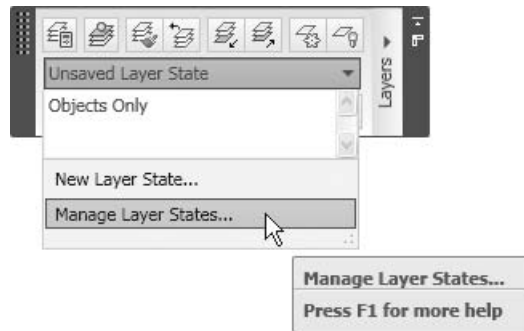 Unsaved Layer State
Objects Only
New Layer State...
Manage Layer States...
Layers
Manage Layer States...
Press F1 for more help